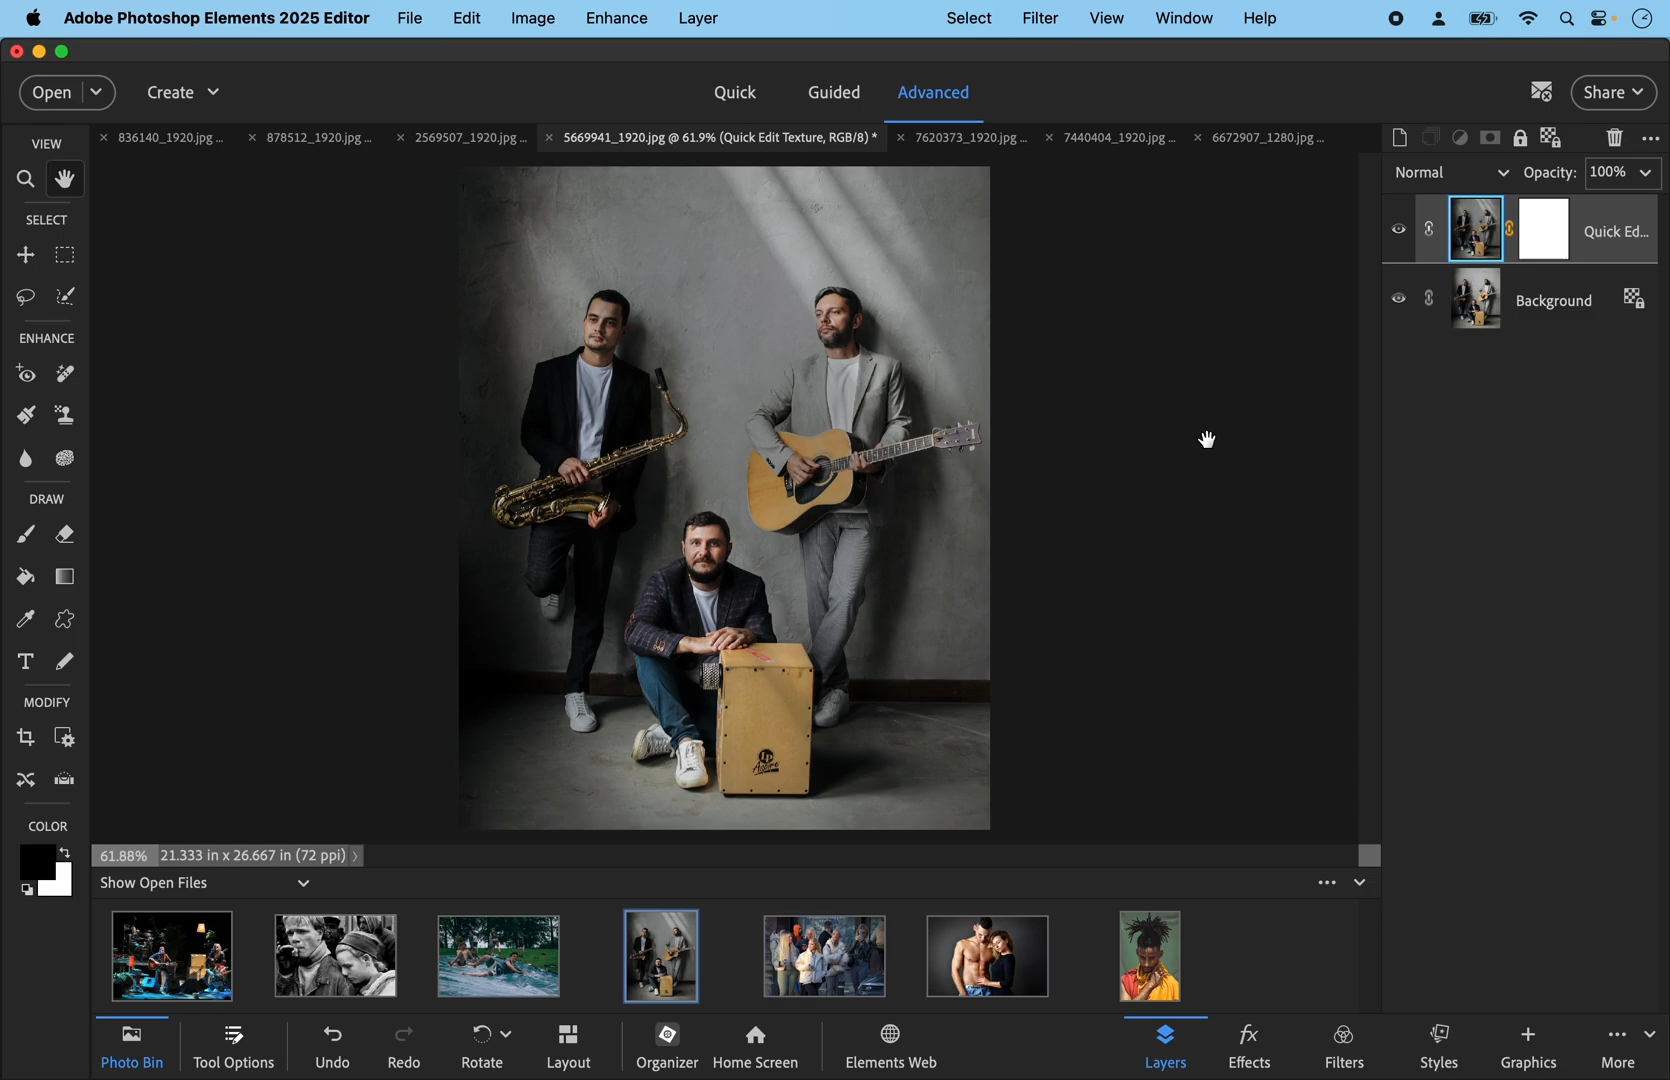 Adobe Photoshop Elements 2025 Editor File Edit Image Enhance Layer Select Filter View Window Help
Open Create Quick Guided Advanced Share
VIEW
836140_1920.jpg ... 878512_1920.jpg ... 2569507_1920.jpg ... 5669941_1920.jpg @ 61.9% (Quick Edit Texture, RGB/8) * 7620373_1920.jpg ... 7440404_1920.jpg ... 6672907_1280.jpg ...
Normal Opacity: 100%
SELECT
Quick Ed...
Background
ENHANCE
DRAW
T
MODIFY
Aspire
COLOR
61.88% 21.333 in x 26.667 in (72 ppi)
Show Open Files
Photo Bin Tool Options Undo Redo Rotate Layout Organizer Home Screen Elements Web Layers fx Effects Filters Styles Graphics More